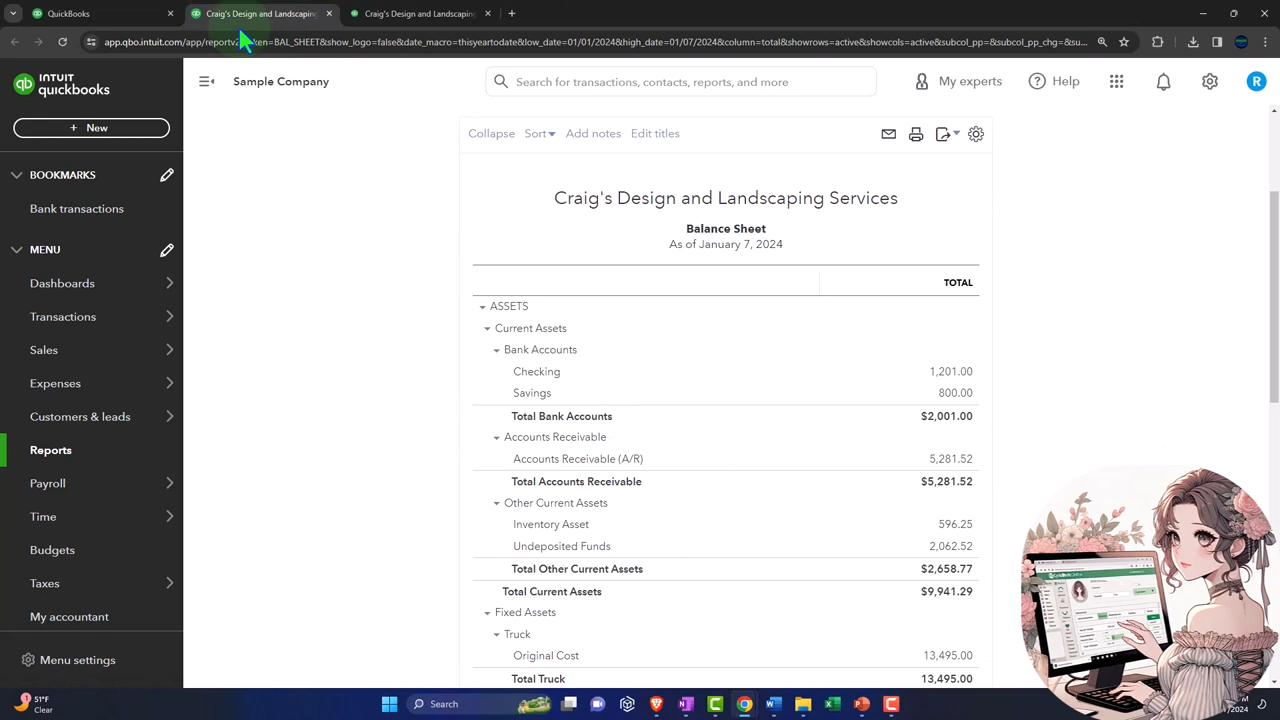 QuickBooks
Craig's Design and Landscaping
Craig's Design and Landscaping
app.qbo.intuit.com/app/reportv2?token=BAL_SHEET&show_logo=false&date_macro=thisyeartodate&low_date=01/01/2024&high_date=01/07/2024&column=total&showrows=active&showcols=active&subcol_pp=&subcol_pp_chg=&su...
INTUIT
quickbooks
Sample Company
Search for transactions, contacts, reports, and more
My experts
Help
R
+ New
BOOKMARKS
Bank transactions
MENU
Dashboards
Transactions
Sales
Expenses
Customers & leads
Reports
Payroll
Time
Budgets
Taxes
My accountant
Menu settings
Collapse Sort Add notes Edit titles
Craig's Design and Landscaping Services
Balance Sheet
As of January 7, 2024
TOTAL
ASSETS
Current Assets
Bank Accounts
Checking 1,201.00
Savings 800.00
Total Bank Accounts $2,001.00
Accounts Receivable
Accounts Receivable (A/R) 5,281.52
Total Accounts Receivable $5,281.52
Other Current Assets
Inventory Asset 596.25
Undeposited Funds 2,062.52
Total Other Current Assets $2,658.77
Total Current Assets $9,941.29
Fixed Assets
Truck
Original Cost 13,495.00
Total Truck 13,495.00
51°F
Clear
Search
M
2024